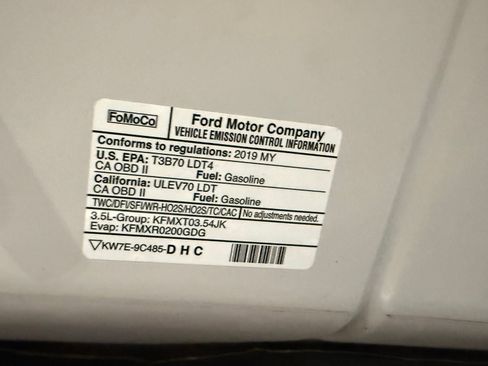 FoMoCo
Ford Motor Company
VEHICLE EMISSION CONTROL INFORMATION
Conforms to regulations: 2019 MY
U.S. EPA: T3B70 LDT4
CA OBD II Fuel: Gasoline
California: ULEV70 LDT
CA OBD II Fuel: Gasoline
TWC/DFI/SFI/WR-HO2S/HO2S/TC/CAC No adjustments needed.
3.5L-Group: KFMXT03.54JK
Evap: KFMXR0200GDG
KW7E-9C485-DHC